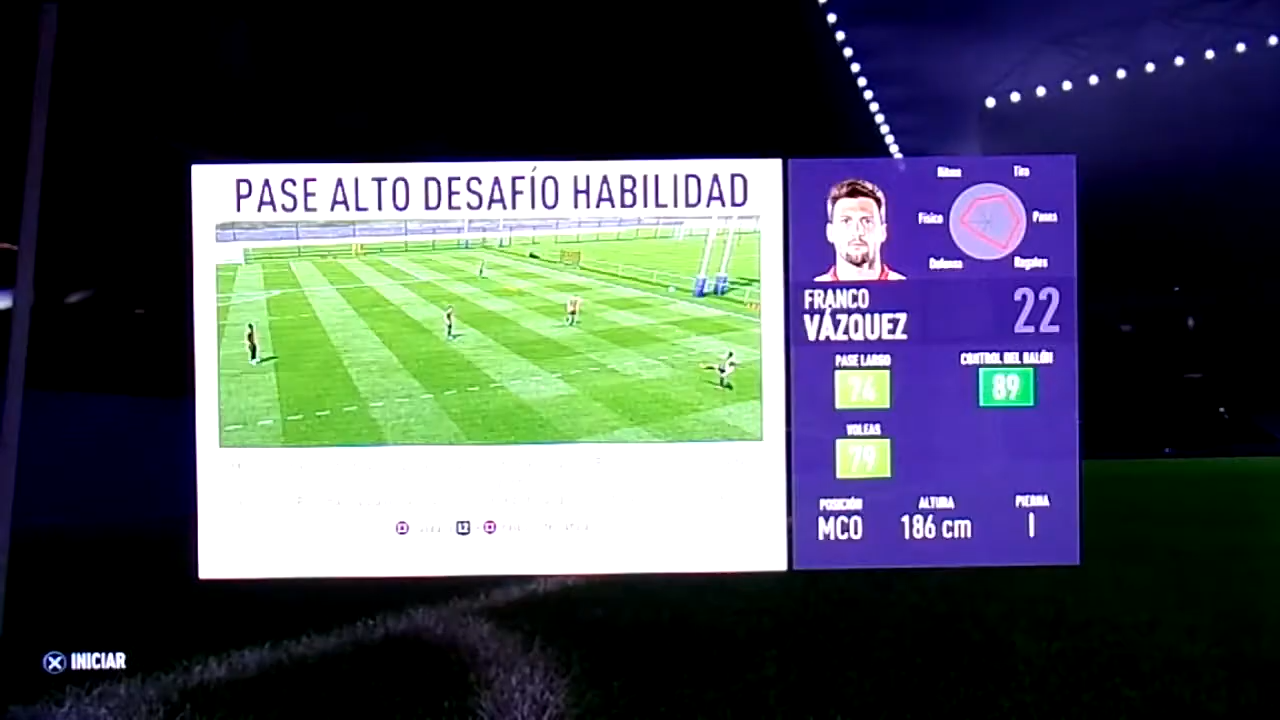 PASE ALTO DESAFÍO HABILIDAD
Ritmo
Tiro
Físico
Pases
Defensa
Regates
FRANCO
VÁZQUEZ
22
PASE LARGO
CONTROL DEL BALÓN
74
89
VOLEAS
79
POSICIÓN
ALTURA
PIERNA
MCO
186 cm
I
L2
INICIAR